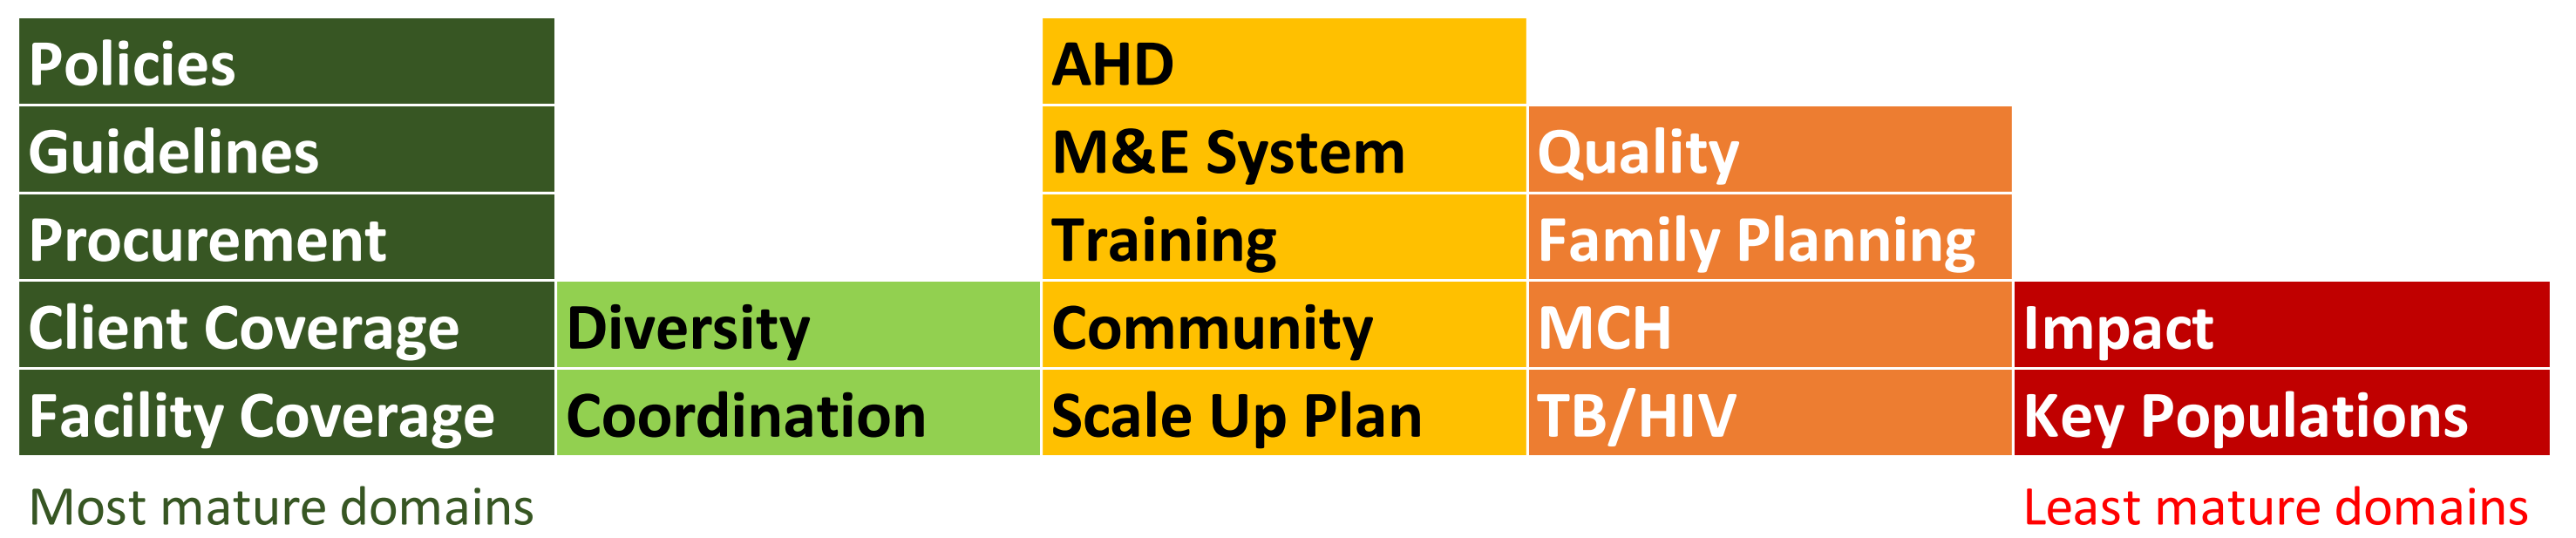 Policies
Guidelines
Procurement
Client Coverage
Facility Coverage
Diversity
Coordination
AHD
M&E System
Training
Community
Scale Up Plan
Quality
Family Planning
MCH
TB/HIV
Impact
Key Populations
Most mature domains
Least mature domains